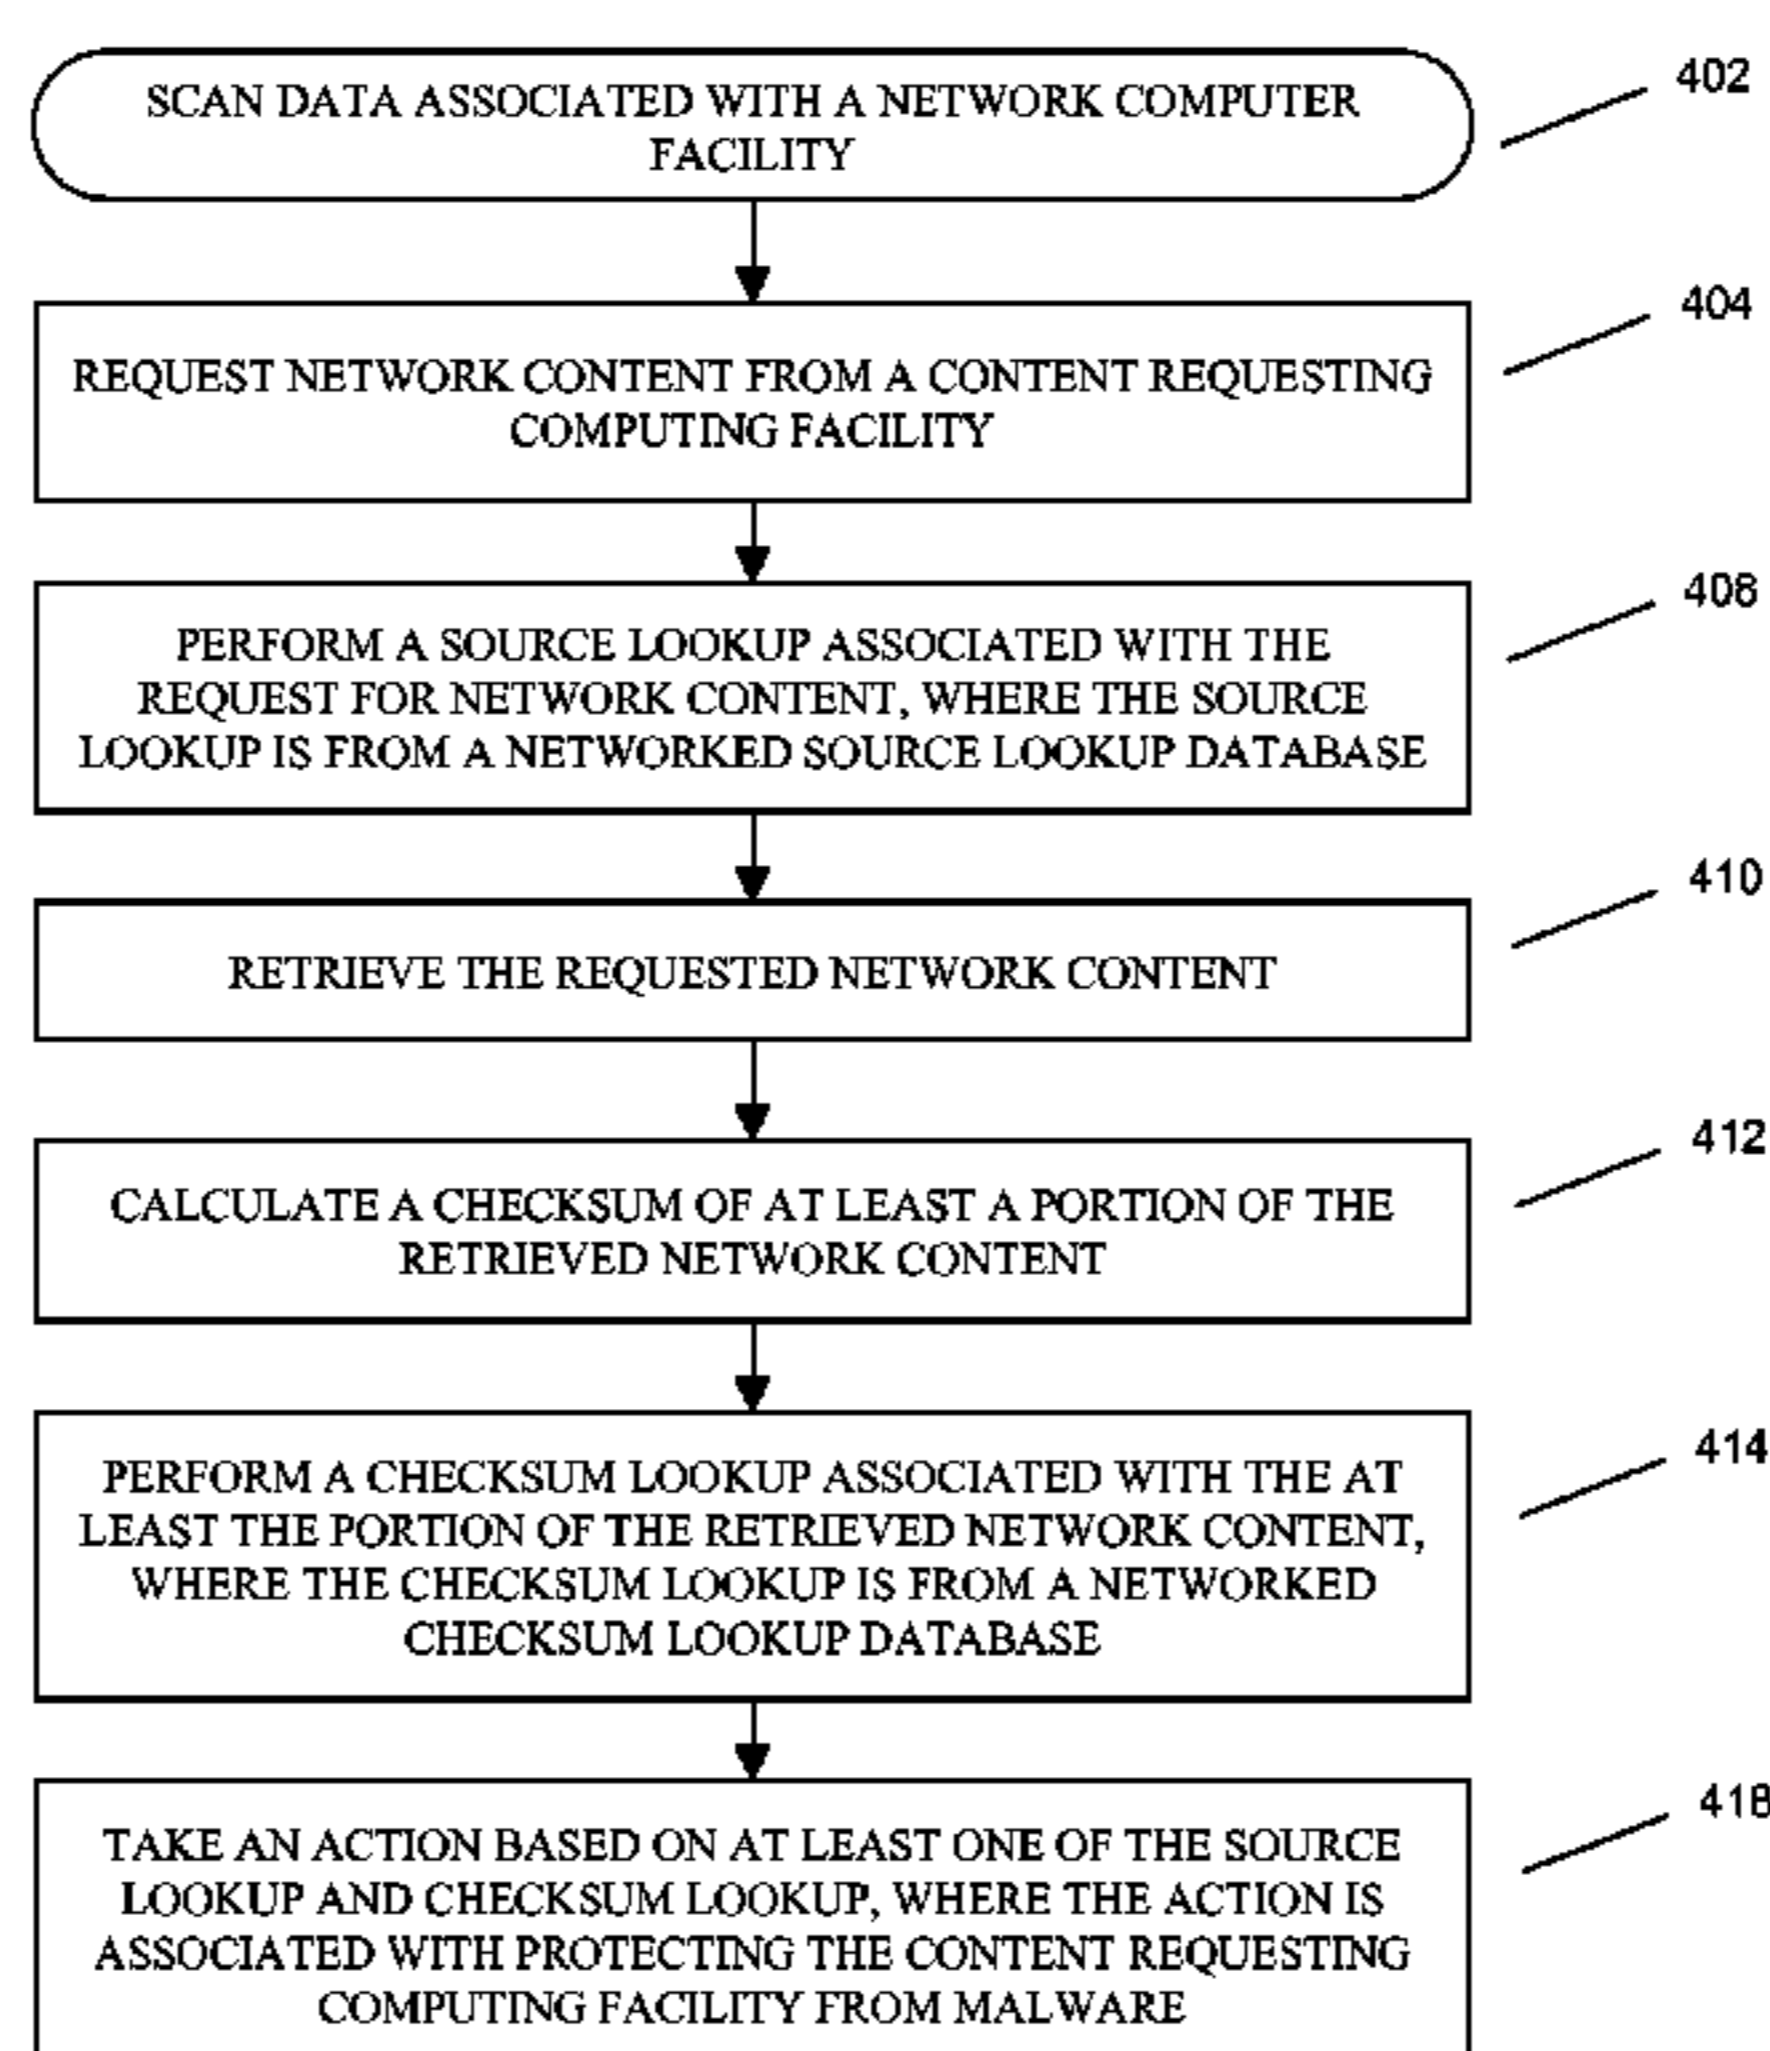 SCAN DATA ASSOCIATED WITH A NETWORK COMPUTER
FACILITY
402
REQUEST NETWORK CONTENT FROM A CONTENT REQUESTING
COMPUTING FACILITY
404
PERFORM A SOURCE LOOKUP ASSOCIATED WITH THE
REQUEST FOR NETWORK CONTENT, WHERE THE SOURCE
LOOKUP IS FROM A NETWORKED SOURCE LOOKUP DATABASE
408
RETRIEVE THE REQUESTED NETWORK CONTENT
410
CALCULATE A CHECKSUM OF AT LEAST A PORTION OF THE
RETRIEVED NETWORK CONTENT
412
PERFORM A CHECKSUM LOOKUP ASSOCIATED WITH THE AT
LEAST THE PORTION OF THE RETRIEVED NETWORK CONTENT,
WHERE THE CHECKSUM LOOKUP IS FROM A NETWORKED
CHECKSUM LOOKUP DATABASE
414
TAKE AN ACTION BASED ON AT LEAST ONE OF THE SOURCE
LOOKUP AND CHECKSUM LOOKUP, WHERE THE ACTION IS
ASSOCIATED WITH PROTECTING THE CONTENT REQUESTING
COMPUTING FACILITY FROM MALWARE
418